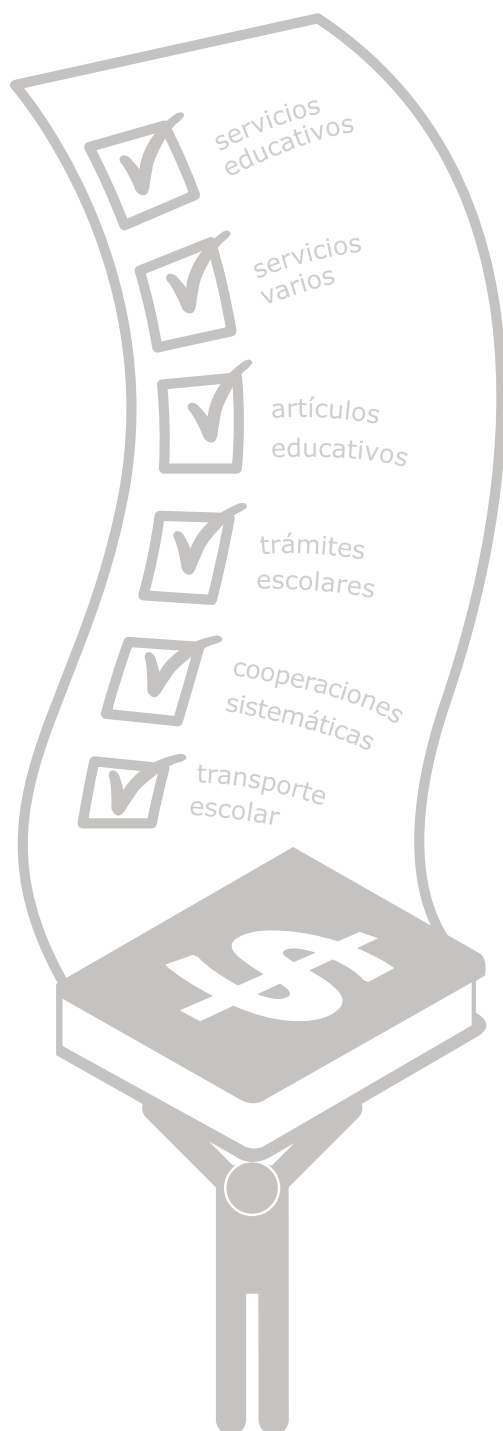 servicios
educativos
servicios
varios
artículos
educativos
trámites
escolares
cooperaciones
sistemáticas
transporte
escolar
$